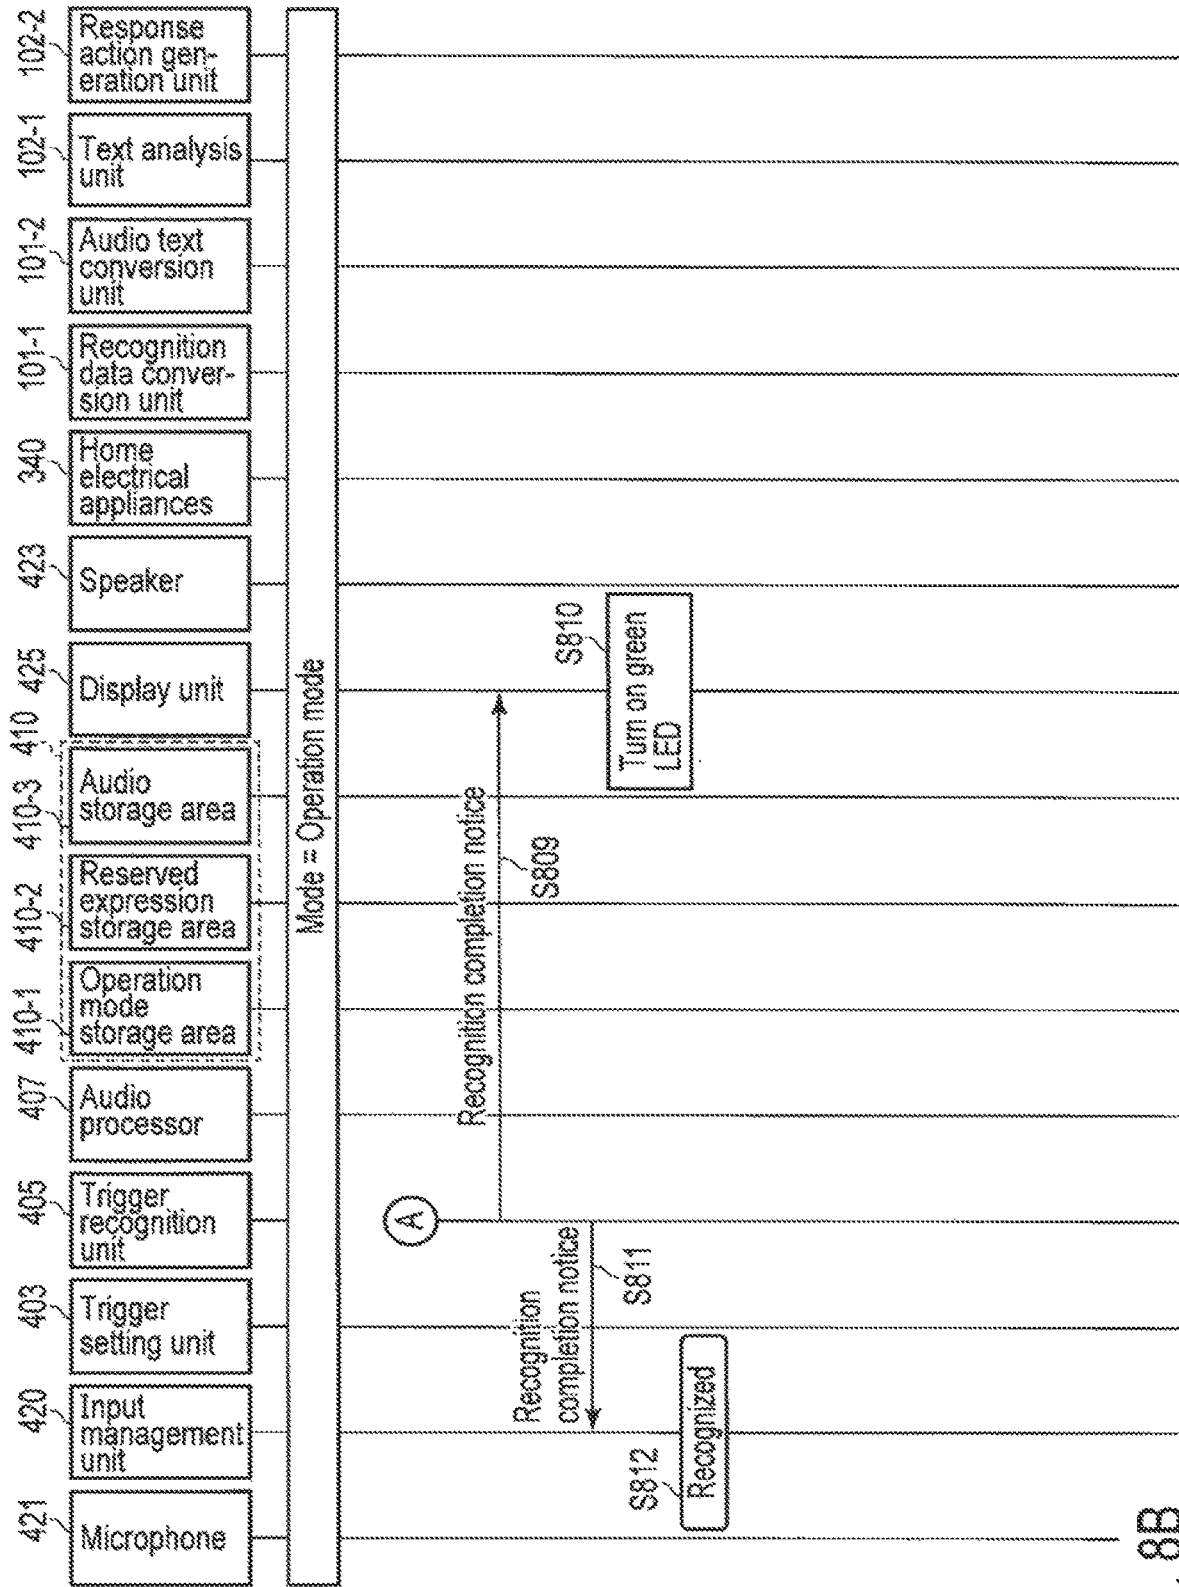 421
Microphone
420
Input
management
unit
403
Trigger
setting unit
405
Trigger
recognition
unit
407
Audio
processor
410-1
Operation
mode
storage area
410-2
Reserved
expression
storage area
410-3
Audio
storage area
410
425
Display unit
423
Speaker
340
Home
electrical
appliances
101-1
Recognition
data conver-
sion unit
101-2
Audio text
conversion
unit
102-1
Text analysis
unit
102-2
Response
action gen-
eration unit
Mode = Operation mode
A
Recognition completion notice
S809
S810
Turn on green
LED
Recognition
completion notice
S811
S812
Recognized
8B